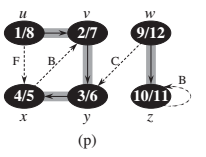 u v w
1/8 2/7 9/12
F B C B
4/5 3/6 10/11
x y z
(p)